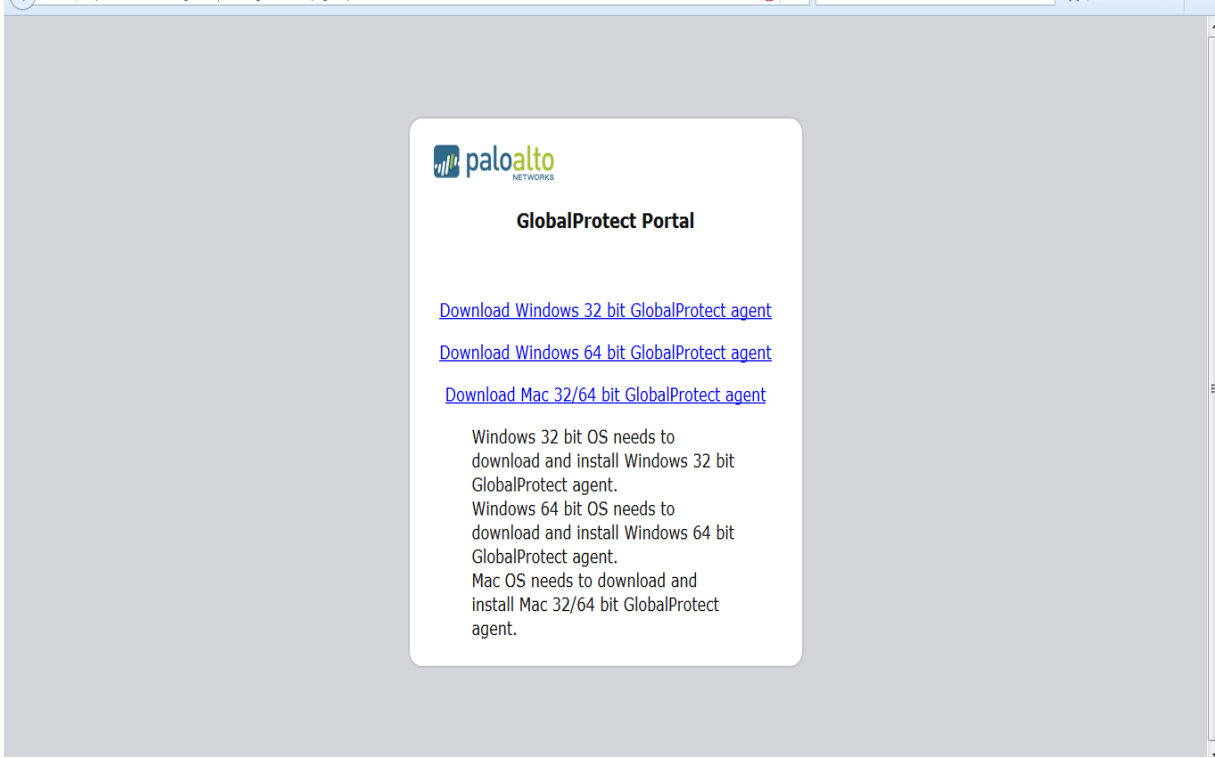 paloalto
NETWORKS
GlobalProtect Portal
Download Windows 32 bit GlobalProtect agent
Download Windows 64 bit GlobalProtect agent
Download Mac 32/64 bit GlobalProtect agent
Windows 32 bit OS needs to
download and install Windows 32 bit
GlobalProtect agent.
Windows 64 bit OS needs to
download and install Windows 64 bit
GlobalProtect agent.
Mac OS needs to download and
install Mac 32/64 bit GlobalProtect
agent.